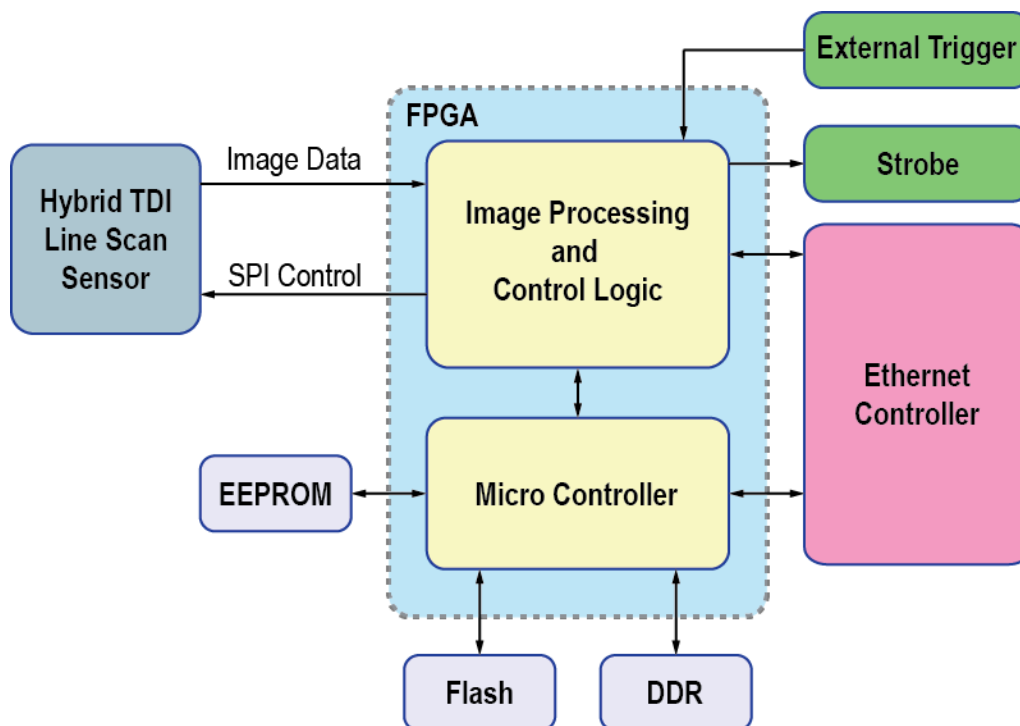 External Trigger
FPGA
Image Data
Strobe
Hybrid TDI
Line Scan
Sensor
Image Processing
and
Control Logic
SPI Control
Ethernet
Controller
EEPROM
Micro Controller
Flash
DDR